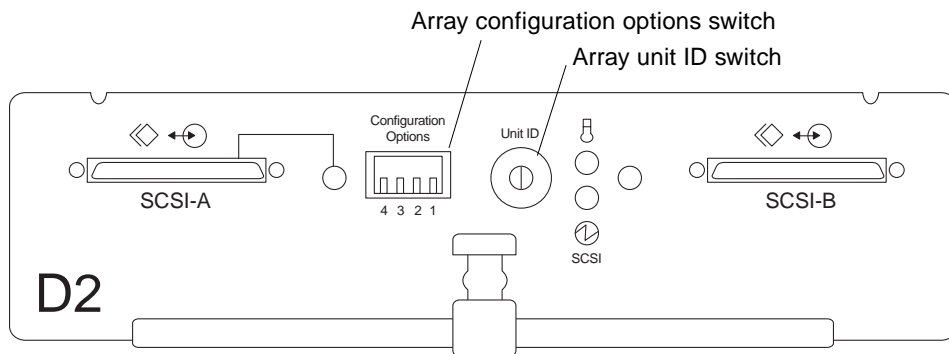 Array configuration options switch
Array unit ID switch
Configuration
Options
Unit ID
SCSI-A
4 3 2 1
SCSI-B
SCSI
D2